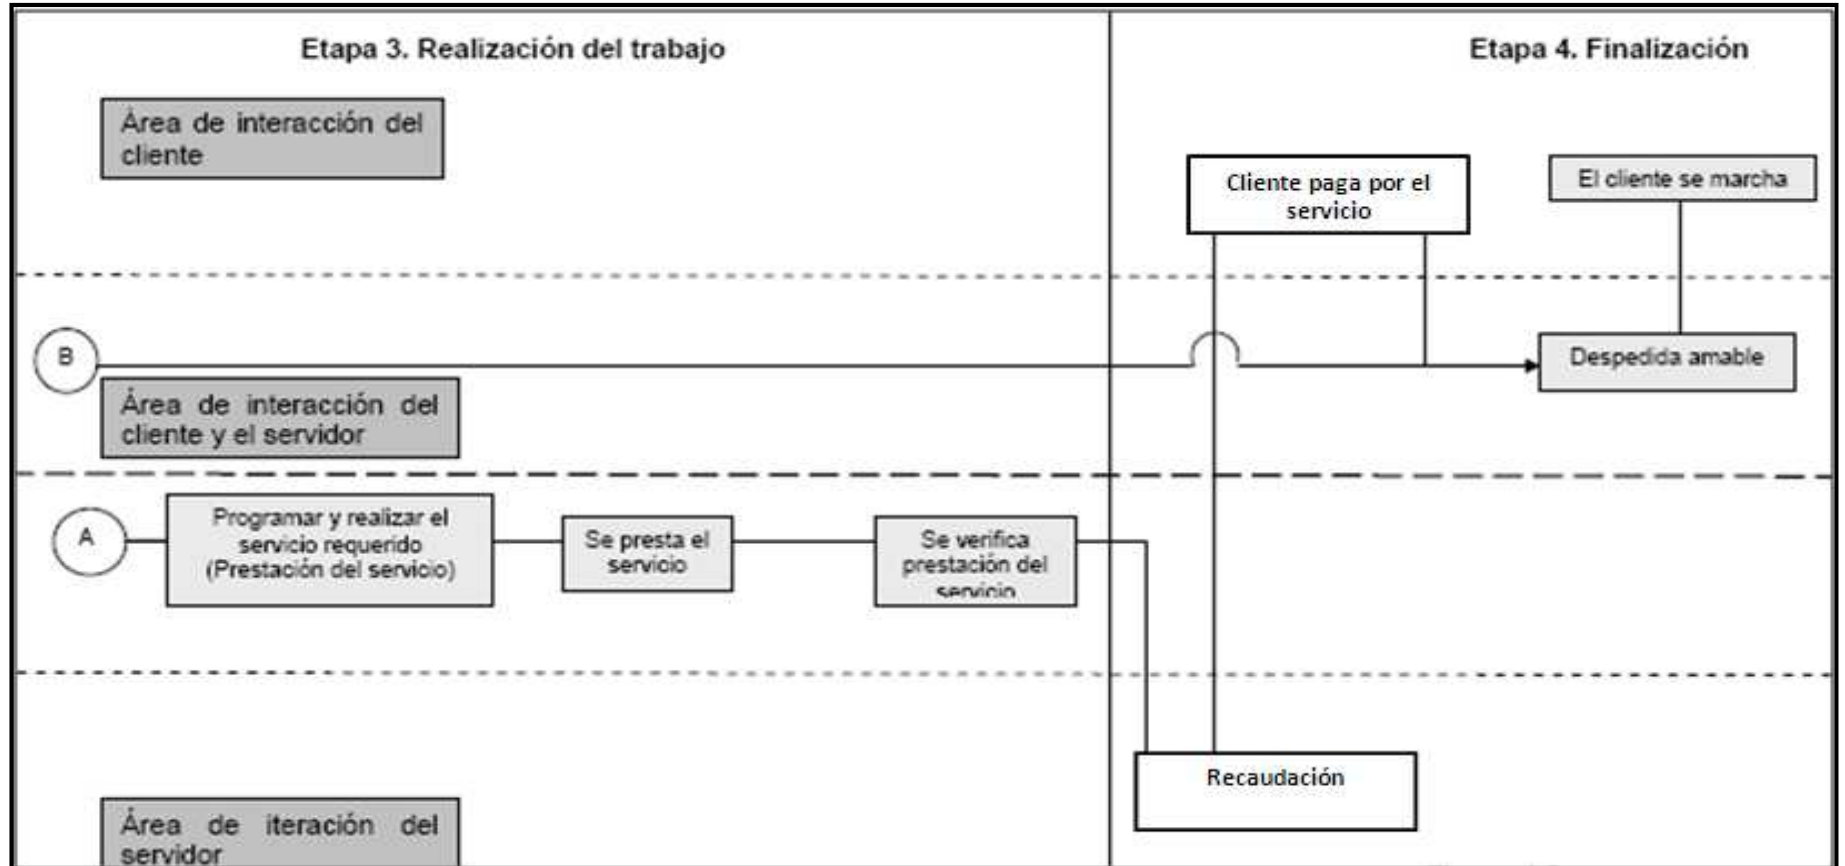 Etapa 3. Realización del trabajo
Etapa 4. Finalización
Área de interacción del
cliente
Cliente paga por el
servicio
El cliente se marcha
B
Despedida amable
Área de interacción del
cliente y el servidor
A
Programar y realizar el
servicio requerido
(Prestación del servicio)
Se presta el
servicio
Se verifica
prestación del
servicio
Recaudación
Área de iteración del
servidor